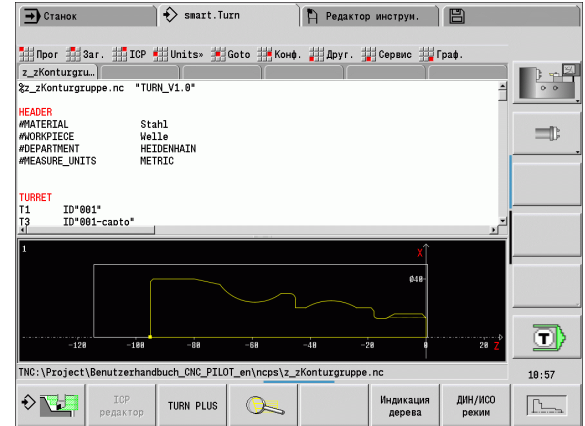 Станок
smart.Turn
Редактор инструм.
Прог Заг. ICP Units» Goto Конф. Друг. Сервис Граф.
z_zKonturgru…
%z_zKonturgruppe.nc "TURN_V1.0"
HEADER
#MATERIAL Stahl
#WORKPIECE Welle
#DEPARTMENT HEIDENHAIN
#MEASURE_UNITS METRIC
TURRET
T1 ID"001"
T3 ID"001-capto"
1
X
Ø40
-120 -100 -80 -60 -40 -20 0 20 Z
T
TNC:\Project\Benutzerhandbuch_CNC_PILOT_en\ncps\z_zKonturgruppe.nc
10:57
ICP редактор
TURN PLUS
Индикация дерева
ДИН/ИСО режим